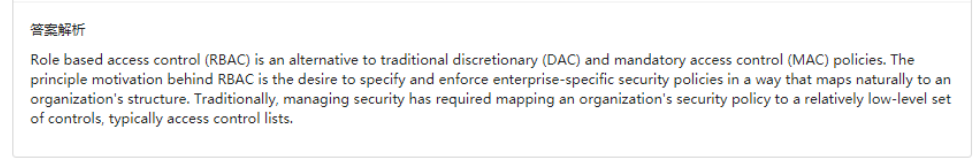 答案解析
Role based access control (RBAC) is an alternative to traditional discretionary (DAC) and mandatory access control (MAC) policies. The
principle motivation behind RBAC is the desire to specify and enforce enterprise-specific security policies in a way that maps naturally to an
organization's structure. Traditionally, managing security has required mapping an organization's security policy to a relatively low-level set
of controls, typically access control lists.